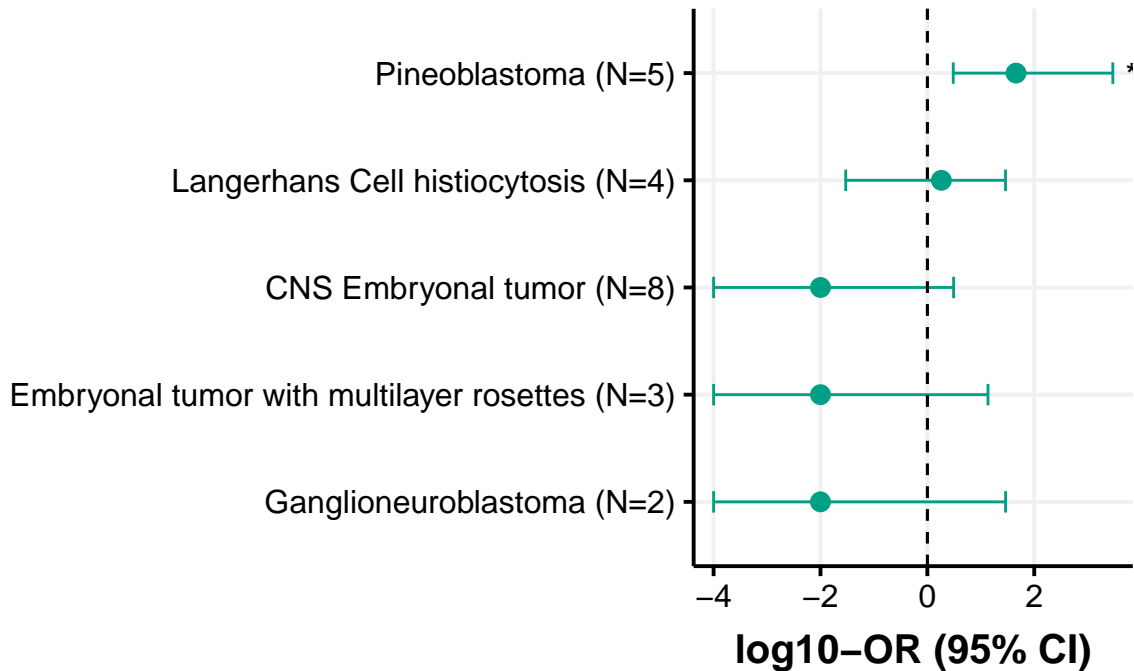 Pineoblastoma (N=5)
*
Langerhans Cell histiocytosis (N=4)
CNS Embryonal tumor (N=8)
Embryonal tumor with multilayer rosettes (N=3)
Ganglioneuroblastoma (N=2)
−4 −2 0 2
log10−OR (95% CI)